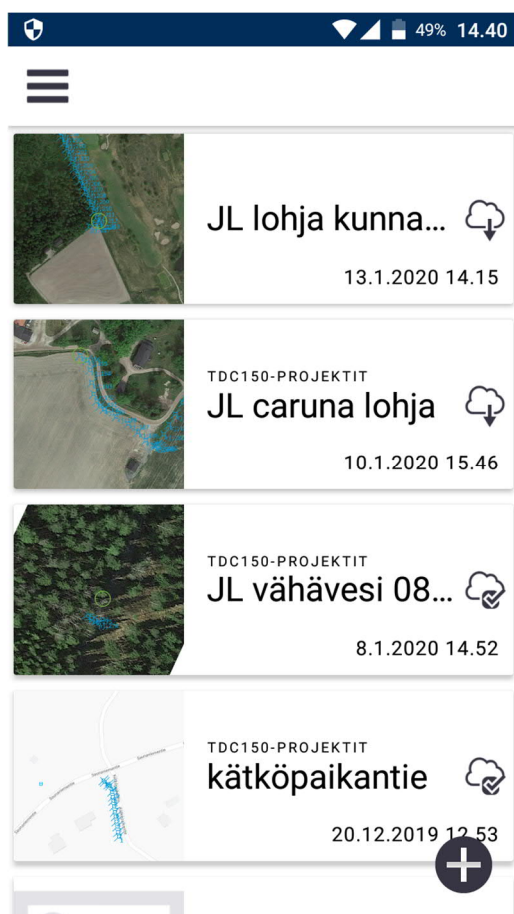 49% 14.40
JL lohja kunna...
13.1.2020 14.15
TDC150-PROJEKTIT
JL caruna lohja
10.1.2020 15.46
TDC150-PROJEKTIT
JL vähävesi 08...
8.1.2020 14.52
TDC150-PROJEKTIT
kätköpaikantie
20.12.2019 12.53